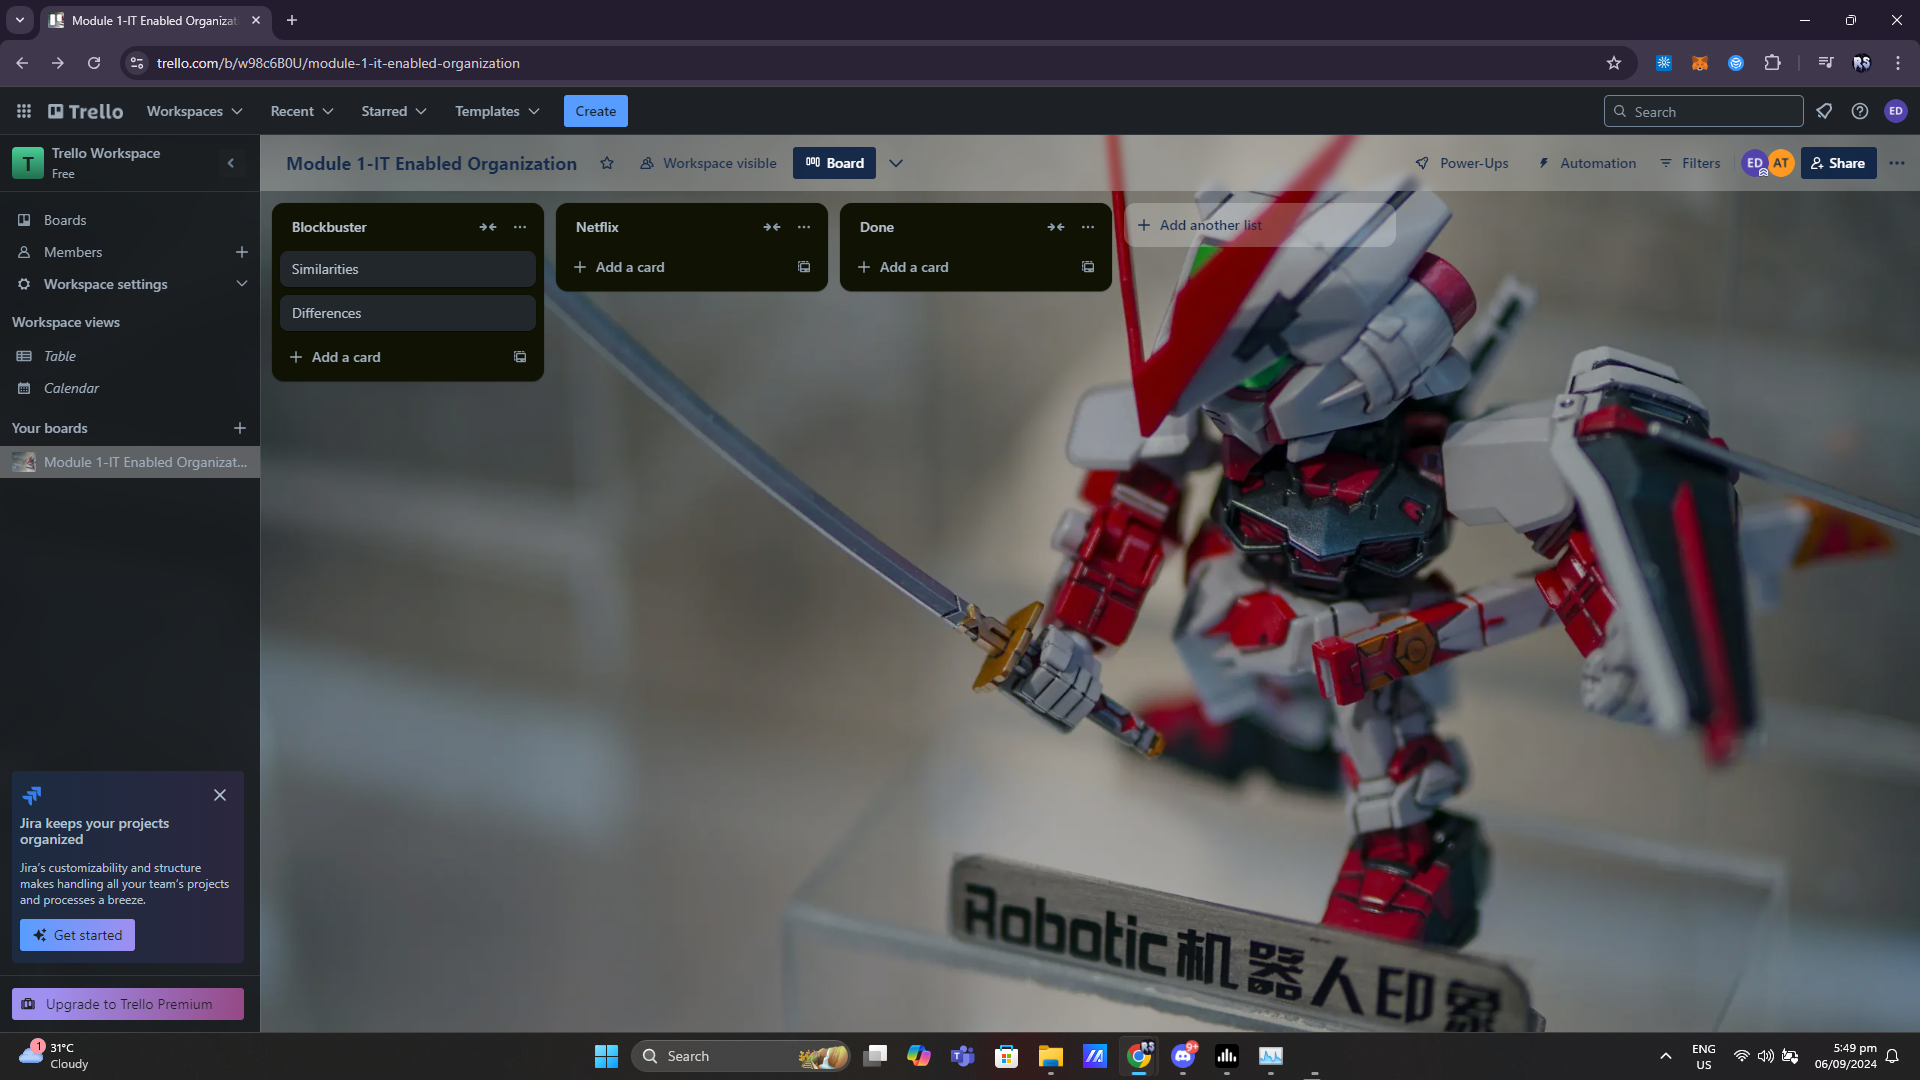 Module 1-IT Enabled Organizat
trello.com/b/w98c6B0U/module-1-it-enabled-organization
RS
Trello
Workspaces
Recent
Starred
Templates
Create
Search
ED
T
Trello Workspace
Free
Module 1-IT Enabled Organization
Workspace visible
Board
Power-Ups
Automation
Filters
ED
AT
Share
Boards
Members
Workspace settings
Workspace views
Table
Calendar
Your boards
Module 1-IT Enabled Organizat...
Blockbuster
Similarities
Differences
Add a card
Netflix
Add a card
Done
Add a card
Add another list
Robotic机器人印象
Jira keeps your projects
organized
Jira's customizability and structure
makes handling all your team's projects
and processes a breeze.
Get started
Upgrade to Trello Premium
1
31°C
Cloudy
Search
RS
9+
ENG
US
5:49 pm
06/09/2024